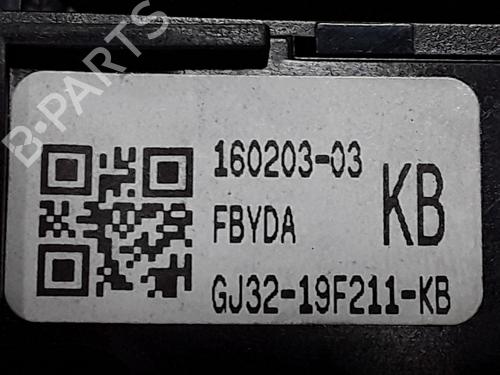 B-PARTS
160203-03
FBYDA
KB
GJ32-19F211-KB